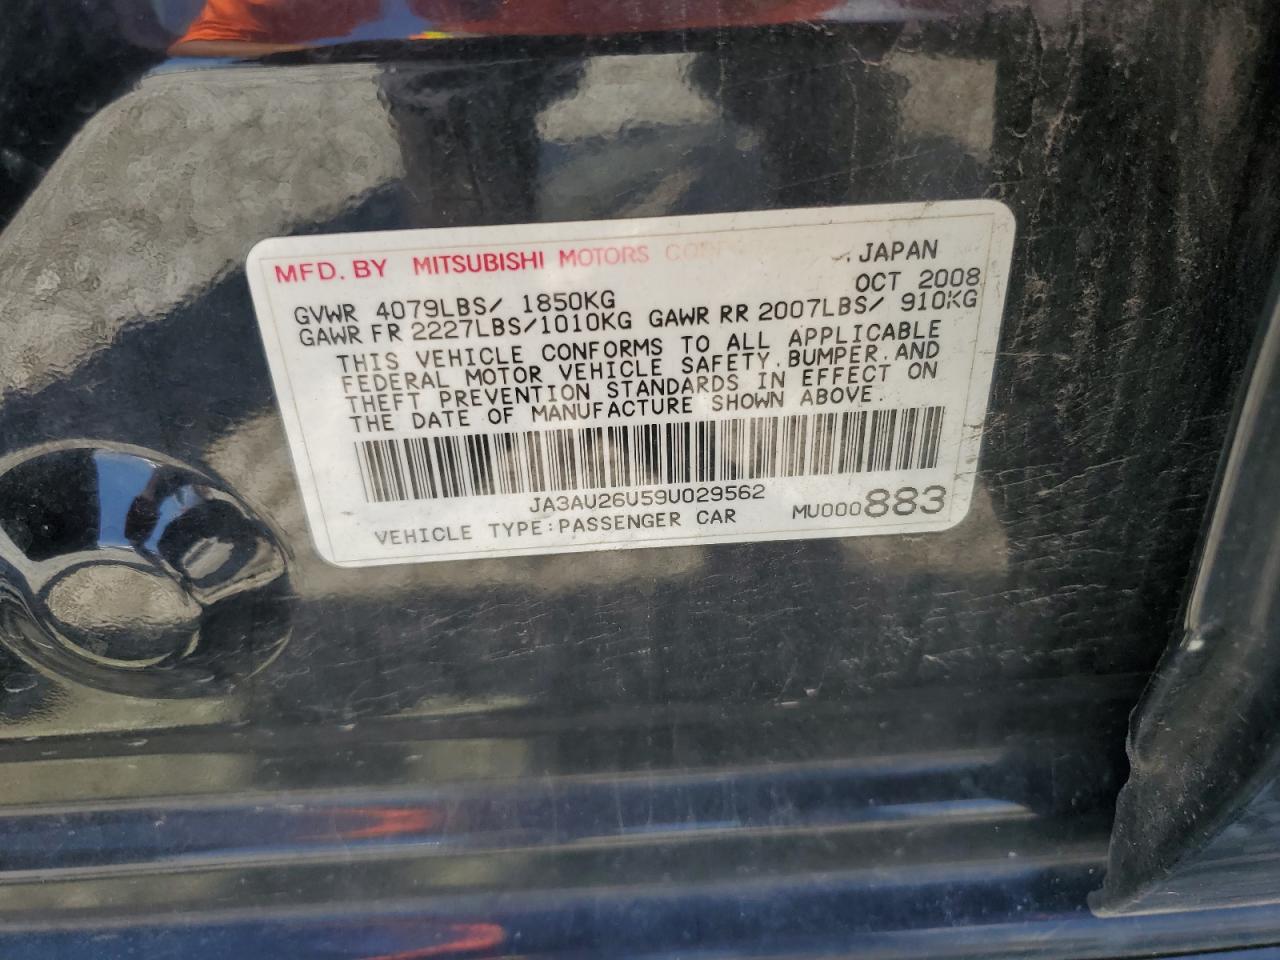 MFD. BY MITSUBISHI MOTORS JAPAN
OCT 2008
GVWR 4079LBS/ 1850KG
GAWR FR 2227LBS/1010KG GAWR RR 2007LBS/ 910KG
THIS VEHICLE CONFORMS TO ALL APPLICABLE
FEDERAL MOTOR VEHICLE SAFETY, BUMPER, AND
THEFT PREVENTION STANDARDS IN EFFECT ON
THE DATE OF MANUFACTURE SHOWN ABOVE.
JA3AU26U59U029562
VEHICLE TYPE:PASSENGER CAR MU000883